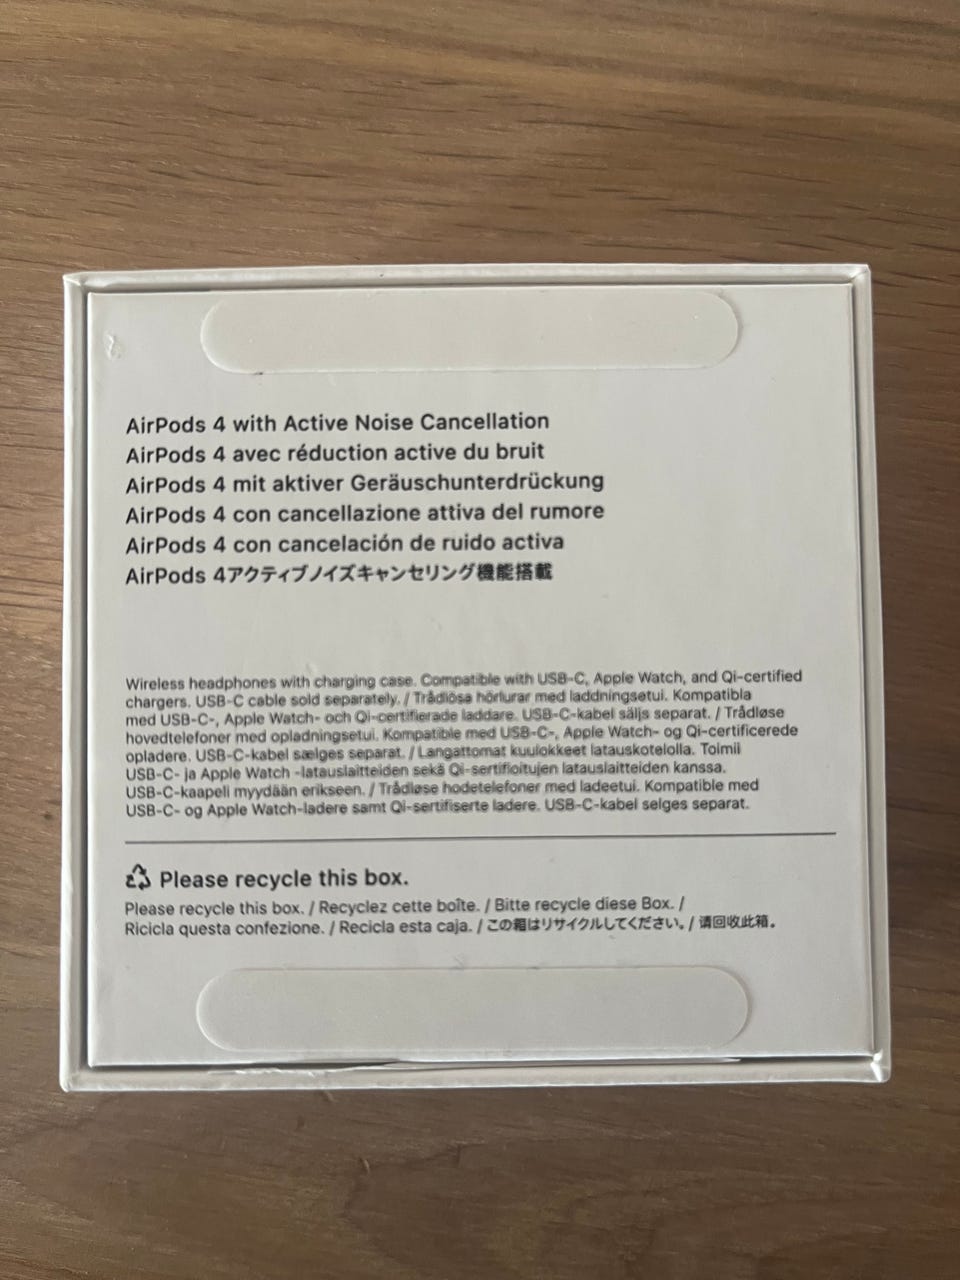 AirPods 4 with Active Noise Cancellation
AirPods 4 avec réduction active du bruit
AirPods 4 mit aktiver Geräuschunterdrückung
AirPods 4 con cancellazione attiva del rumore
AirPods 4 con cancelación de ruido activa
AirPods 4アクティブノイズキャンセリング機能搭載
Wireless headphones with charging case. Compatible with USB-C, Apple Watch, and Qi-certified
chargers. USB-C cable sold separately. / Trådlösa hörlurar med laddningsetui. Kompatibla
med USB-C-, Apple Watch- och Qi-certifierade laddare. USB-C-kabel säljs separat. / Trådløse
hovedtelefoner med opladningsetui. Kompatible med USB-C-, Apple Watch- og Qi-certificerede
opladere. USB-C-kabel sælges separat. / Langattomat kuulokkeet latauskotelolla. Toimii
USB-C- ja Apple Watch -latauslaitteiden sekä Qi-sertifioitujen latauslaitteiden kanssa.
USB-C-kaapeli myydään erikseen. / Trådløse hodetelefoner med ladeetui. Kompatible med
USB-C- og Apple Watch-ladere samt Qi-sertifiserte ladere. USB-C-kabel selges separat.
Please recycle this box.
Please recycle this box. / Recyclez cette boîte. / Bitte recycle diese Box. /
Ricicla questa confezione. / Recicla esta caja. / この箱はリサイクルしてください。/ 请回收此箱。